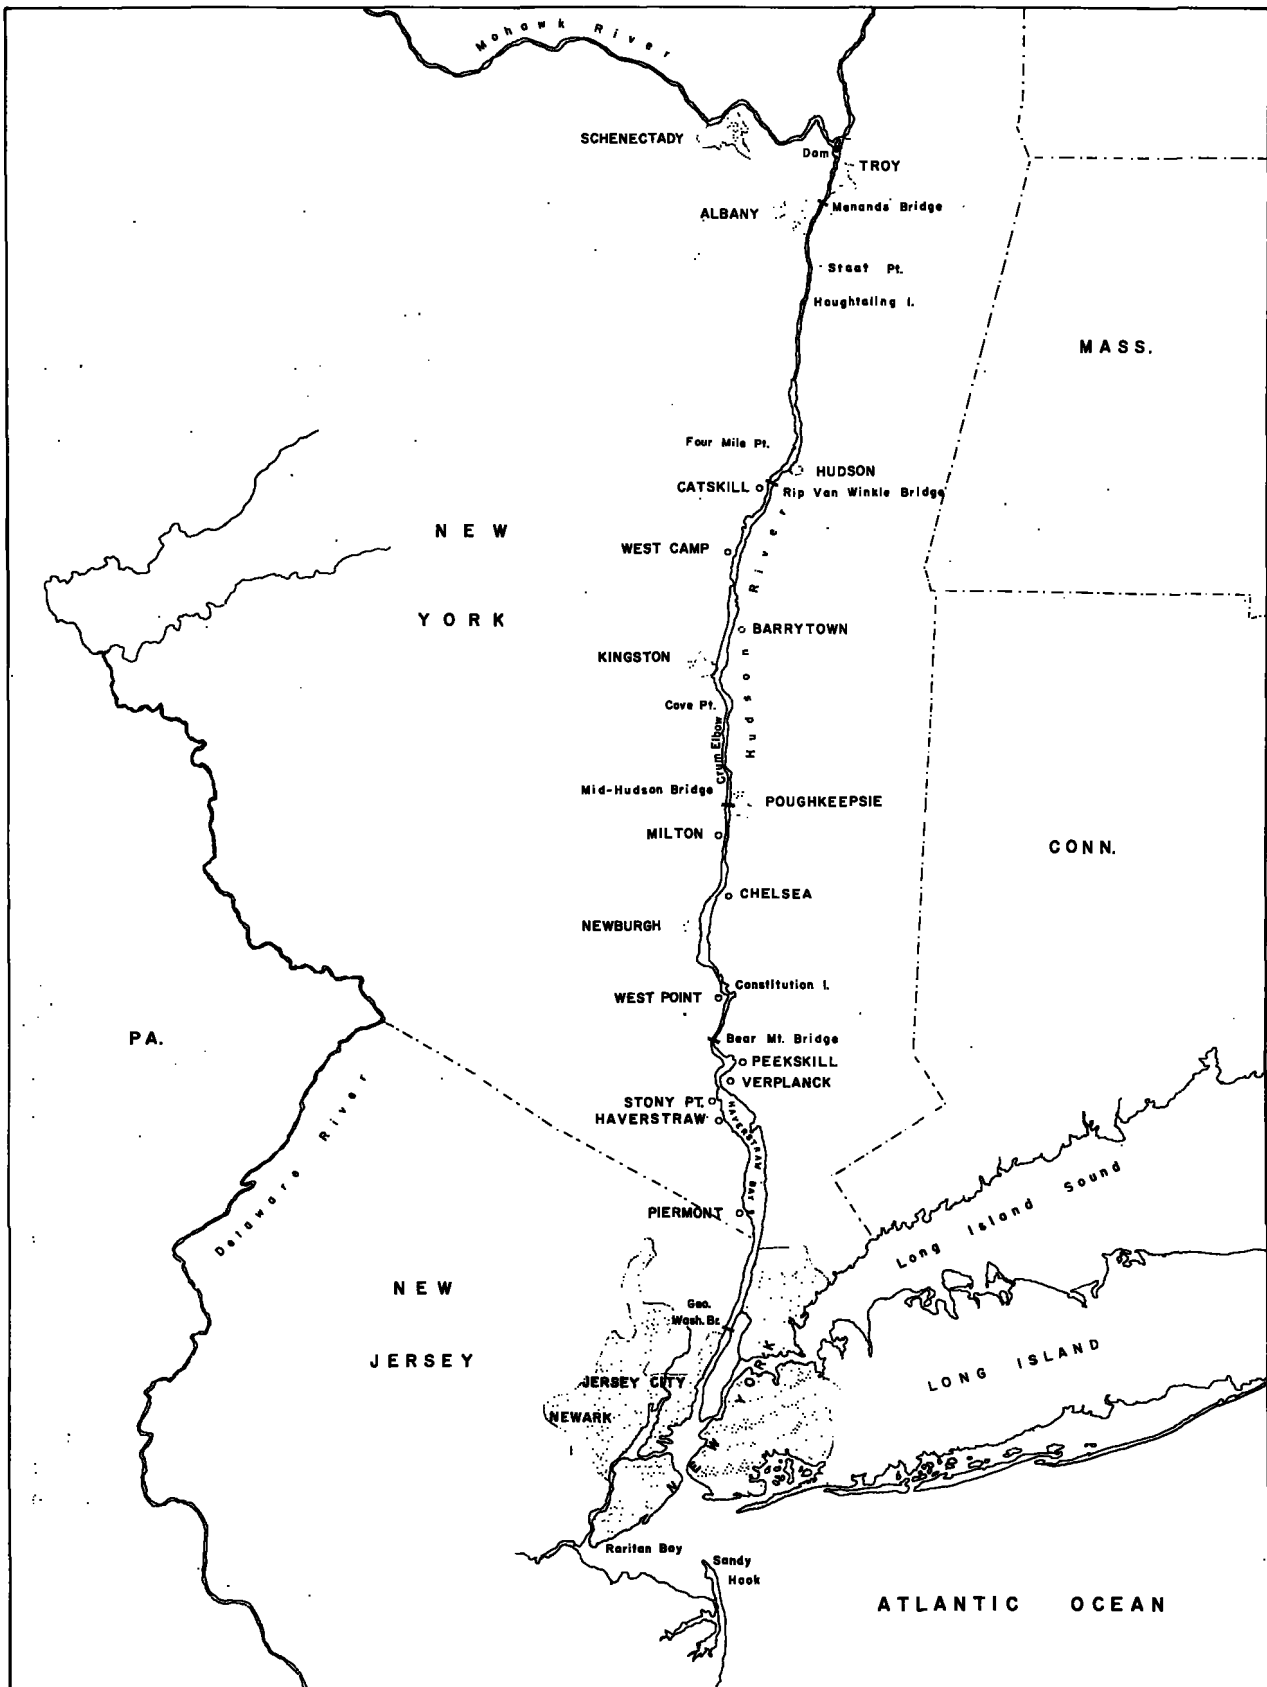 Mohawk River
SCHENECTADY
Dam
TROY
ALBANY
Menands Bridge
Staat Pt.
Houghtaling I.
MASS.
Four Mile Pt.
HUDSON
CATSKILL
Rip Van Winkle Bridge
NEW
YORK
WEST CAMP
Hudson River
BARRYTOWN
KINGSTON
Cove Pt.
Crum Elbow
Mid-Hudson Bridge
POUGHKEEPSIE
MILTON
CONN.
CHELSEA
NEWBURGH
Constitution I.
WEST POINT
PA.
Bear Mt. Bridge
PEEKSKILL
VERPLANCK
STONY PT.
HAVERSTRAW
HAVERSTRAW BAY
Delaware River
Long Island Sound
PIERMONT
NEW
JERSEY
Geo.
Wash. Br.
NEW YORK
LONG ISLAND
JERSEY CITY
NEWARK
Raritan Bay
Sandy
Hook
ATLANTIC OCEAN